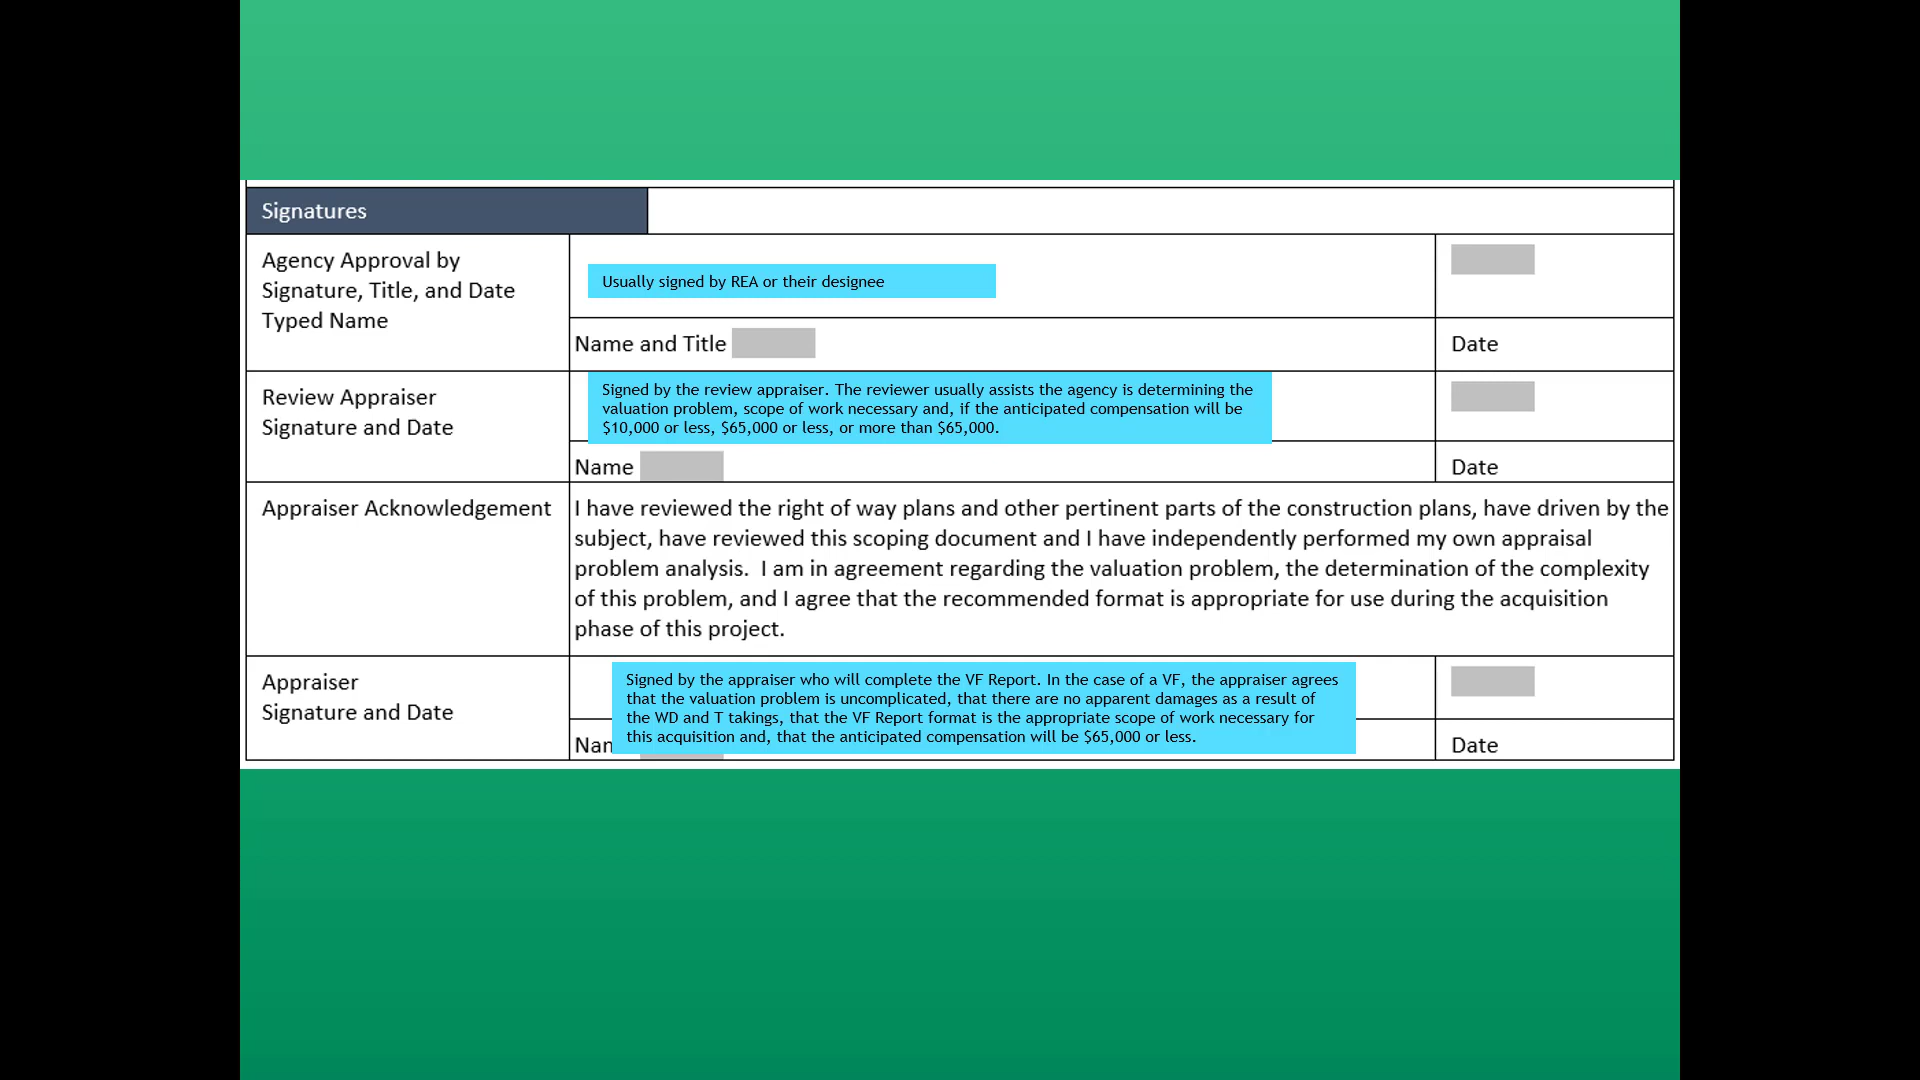 Signatures
Agency Approval by
Signature, Title, and Date
Typed Name
Usually signed by REA or their designee
Name and Title
Date
Review Appraiser
Signature and Date
Signed by the review appraiser. The reviewer usually assists the agency is determining the
valuation problem, scope of work necessary and, if the anticipated compensation will be
$10,000 or less, $65,000 or less, or more than $65,000.
Name
Date
Appraiser Acknowledgement
I have reviewed the right of way plans and other pertinent parts of the construction plans, have driven by the
subject, have reviewed this scoping document and I have independently performed my own appraisal
problem analysis.  I am in agreement regarding the valuation problem, the determination of the complexity
of this problem, and I agree that the recommended format is appropriate for use during the acquisition
phase of this project.
Appraiser
Signature and Date
Signed by the appraiser who will complete the VF Report. In the case of a VF, the appraiser agrees
that the valuation problem is uncomplicated, that there are no apparent damages as a result of
the WD and T takings, that the VF Report format is the appropriate scope of work necessary for
this acquisition and, that the anticipated compensation will be $65,000 or less.
Date